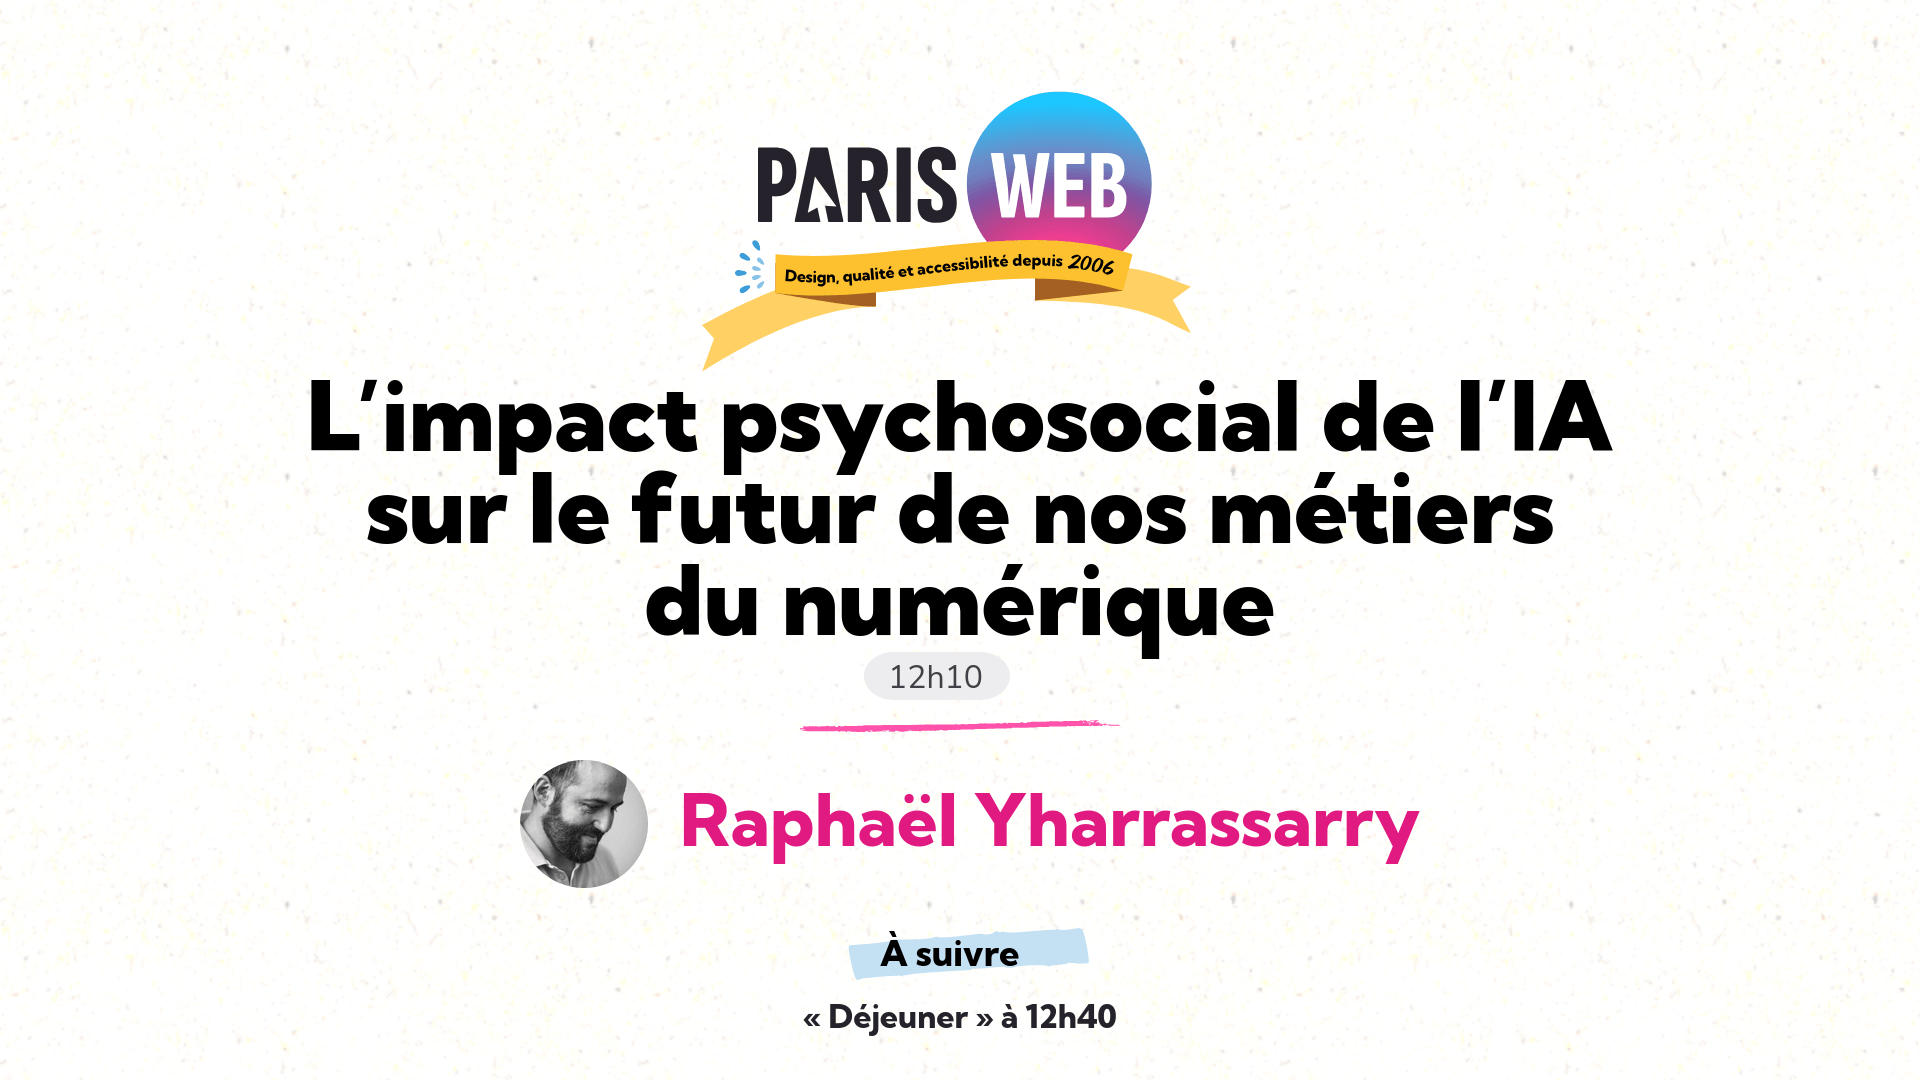 PARIS WEB
Design, qualité et accessibilité depuis 2006
L’impact psychosocial de l’IA
sur le futur de nos métiers
du numérique
12h10
Raphaël Yharrassarry
À suivre
« Déjeuner » à 12h40